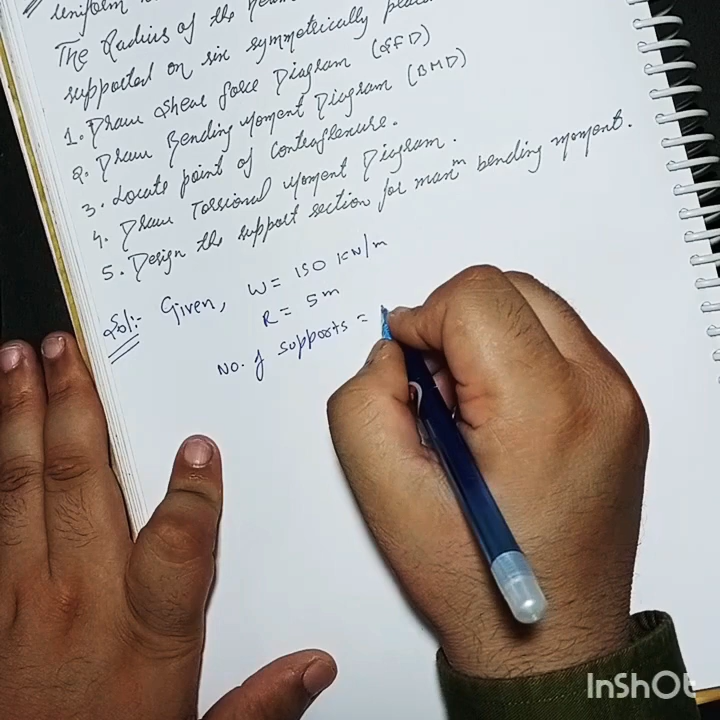 uniform
The Radius of the
supported on six symmetrically
1. Draw Shear force Diagram (SFD)
2. Draw Bending Moment Diagram (BMD)
3. Locate point of contraflexure.
4. Draw Torsional Moment Diagram.
5. Design the support section for maxm bending moment.
Sol:- Given, W = 150 KN/m
R = 5m
No. of supports =
InShOt